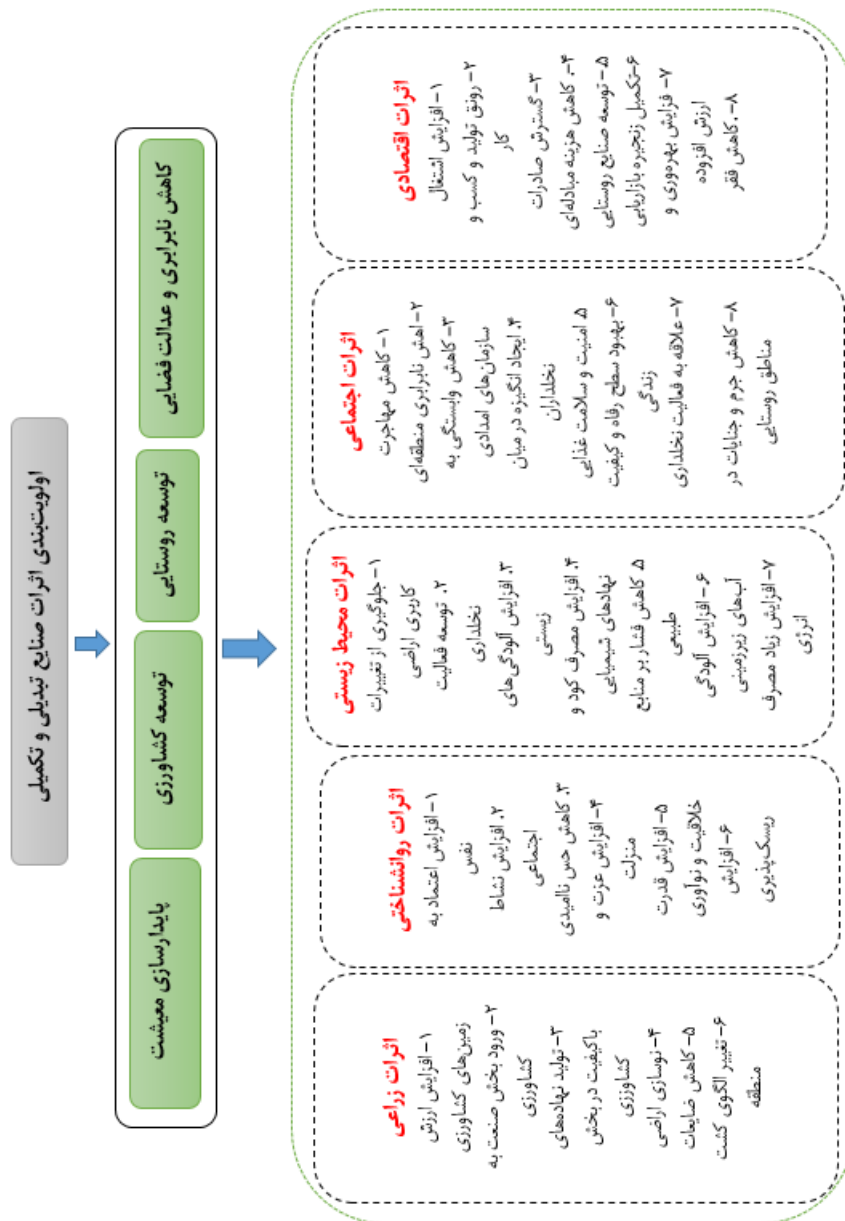 اولویت‌بندی اثرات صنایع تبدیلی و تکمیلی
کاهش نابرابری و عدالت فضایی
توسعه روستایی
توسعه کشاورزی
پایدارسازی معیشت
اثرات اقتصادی
۱- افزایش اشتغال
۲- رونق تولید و کسب و
کار
۳- گسترش صادرات
۴-. کاهش هزینه مبادله‌ای
۵- توسعه صنایع روستایی
۶-تکمیل زنجیره بازاریابی
۷- فزایش بهره‌وری و
ارزش افزوده
۸-.کاهش فقر
اثرات اجتماعی
۱- کاهش مهاجرت
۲- اهش نابرابری منطقه‌ای
۳- کاهش وابستگی به
سازمان‌های امدادی
۴. ایجاد انگیزه در میان
نخلداران
۵ امنیت و سلامت غذایی
۶- بهبود سطح رفاه و کیفیت
زندگی
۷- علاقه به فعالیت نخلداری
۸- کاهش جرم و جنایات در
مناطق روستایی
اثرات محیط زیستی
۱- جلوگیری از تغییرات
کاربری اراضی
۲. توسعه فعالیت
نخلداری
۳. افزایش آلودگی‌های
زیستی
۴. افزایش مصرف کود و
نهادهای شیمیایی
۵ کاهش فشار بر منابع
طبیعی
۶- افزایش آلودگی
آب‌های زیرزمینی
۷- افزایش زیاد مصرف
انرژی
اثرات روانشناختی
۱- افزایش اعتماد به
نفس
۲. افزایش نشاط
اجتماعی
۳. کاهش حس ناامیدی
۴- افزایش عزت و
منزلت
۵- افزایش قدرت
خلاقیت و نوآوری
۶- افزایش
ریسک‌پذیری
اثرات زراعی
۱- افزایش ارزش
زمین‌های کشاورزی
۲- ورود بخش صنعت به
کشاورزی
۳- تولید نهاده‌های
باکیفیت در بخش
کشاورزی
۴- نوسازی اراضی
۵- کاهش ضایعات
۶- تغییر الگوی کشت
منطقه